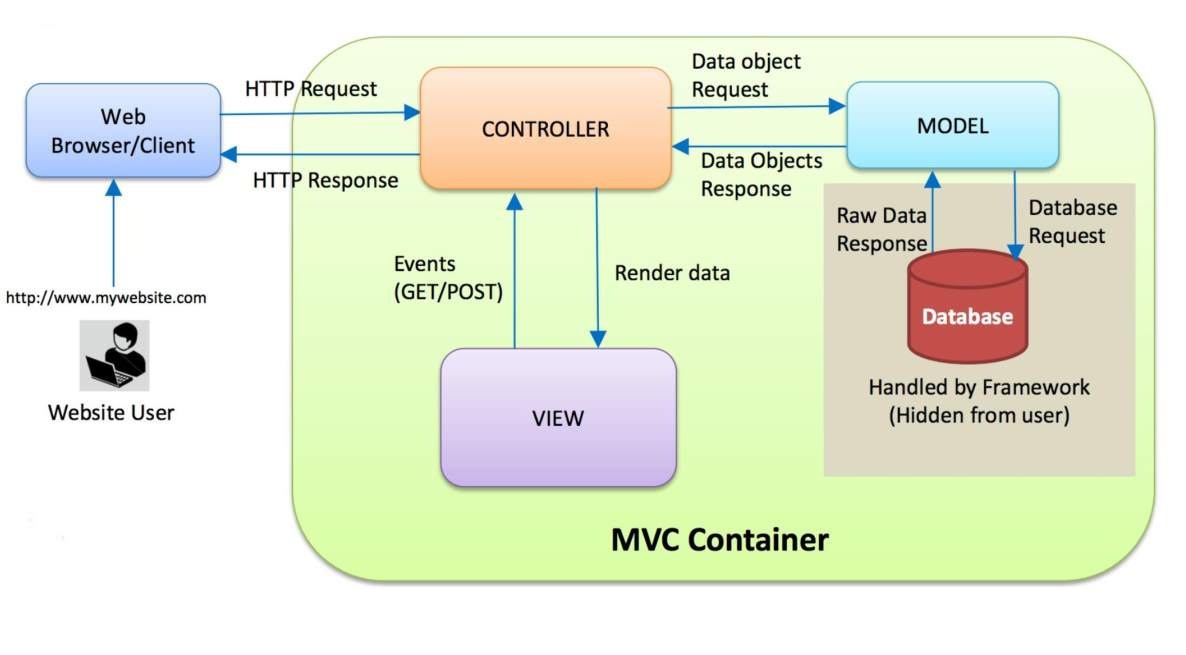 HTTP Request
Web
Browser/Client
HTTP Response
http://www.mywebsite.com
Website User
CONTROLLER
Data object
Request
Data Objects
Response
MODEL
Events
(GET/POST)
Render data
VIEW
Raw Data
Response
Database
Request
Database
Handled by Framework
(Hidden from user)
MVC Container